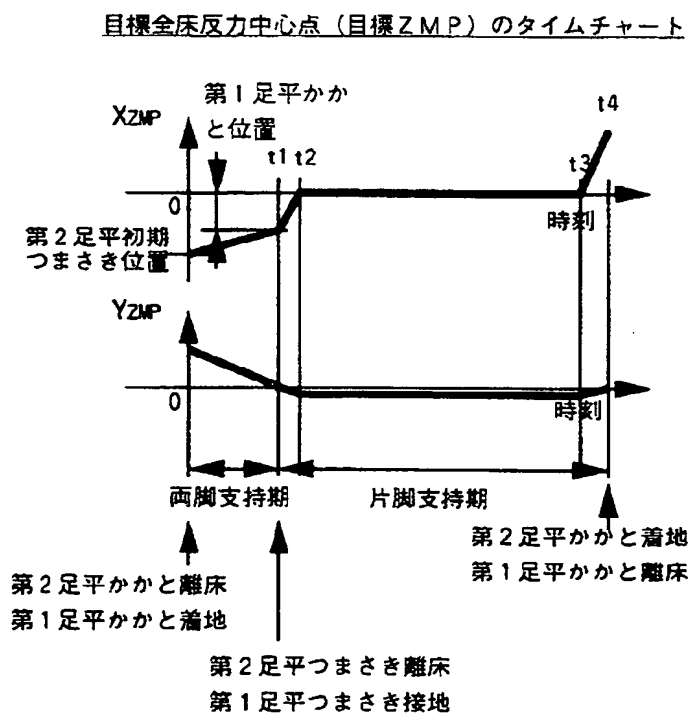 目標全床反力中心点（目標ＺＭＰ）のタイムチャート
第１足平かか
と位置
XZMP
t1
t2
t3
t4
0
時刻
第２足平初期
つまさき位置
YZMP
0
時刻
両脚支持期
片脚支持期
第２足平かかと着地
第１足平かかと離床
第２足平かかと離床
第１足平かかと着地
第２足平つまさき離床
第１足平つまさき接地